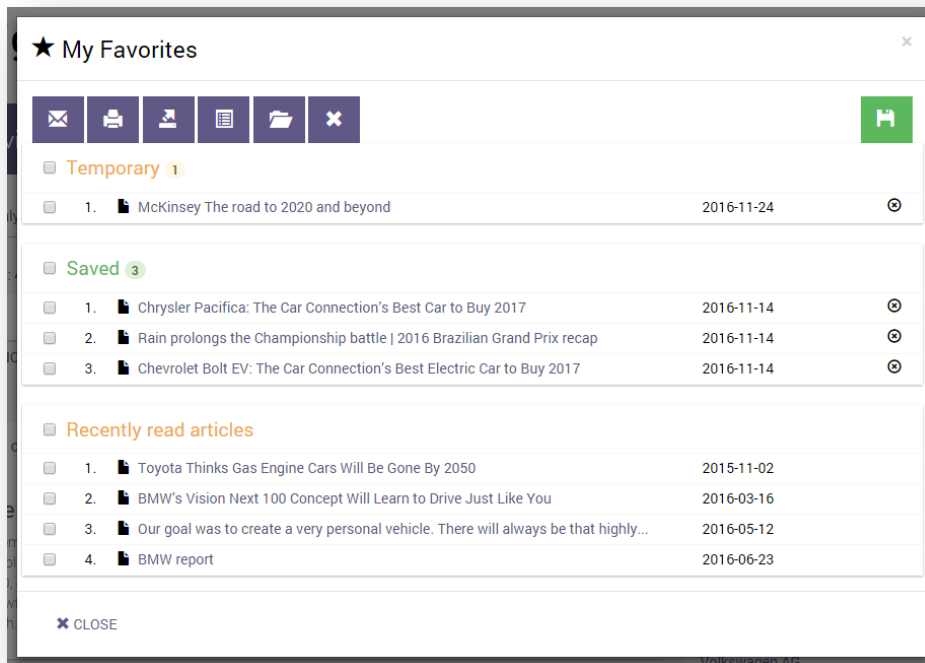 My Favorites
×
Temporary 1
1. McKinsey The road to 2020 and beyond 2016-11-24
Saved 3
1. Chrysler Pacifica: The Car Connection's Best Car to Buy 2017 2016-11-14
2. Rain prolongs the Championship battle | 2016 Brazilian Grand Prix recap 2016-11-14
3. Chevrolet Bolt EV: The Car Connection's Best Electric Car to Buy 2017 2016-11-14
Recently read articles
1. Toyota Thinks Gas Engine Cars Will Be Gone By 2050 2015-11-02
2. BMW's Vision Next 100 Concept Will Learn to Drive Just Like You 2016-03-16
3. Our goal was to create a very personal vehicle. There will always be that highly... 2016-05-12
4. BMW report 2016-06-23
CLOSE
Volkswagen AG